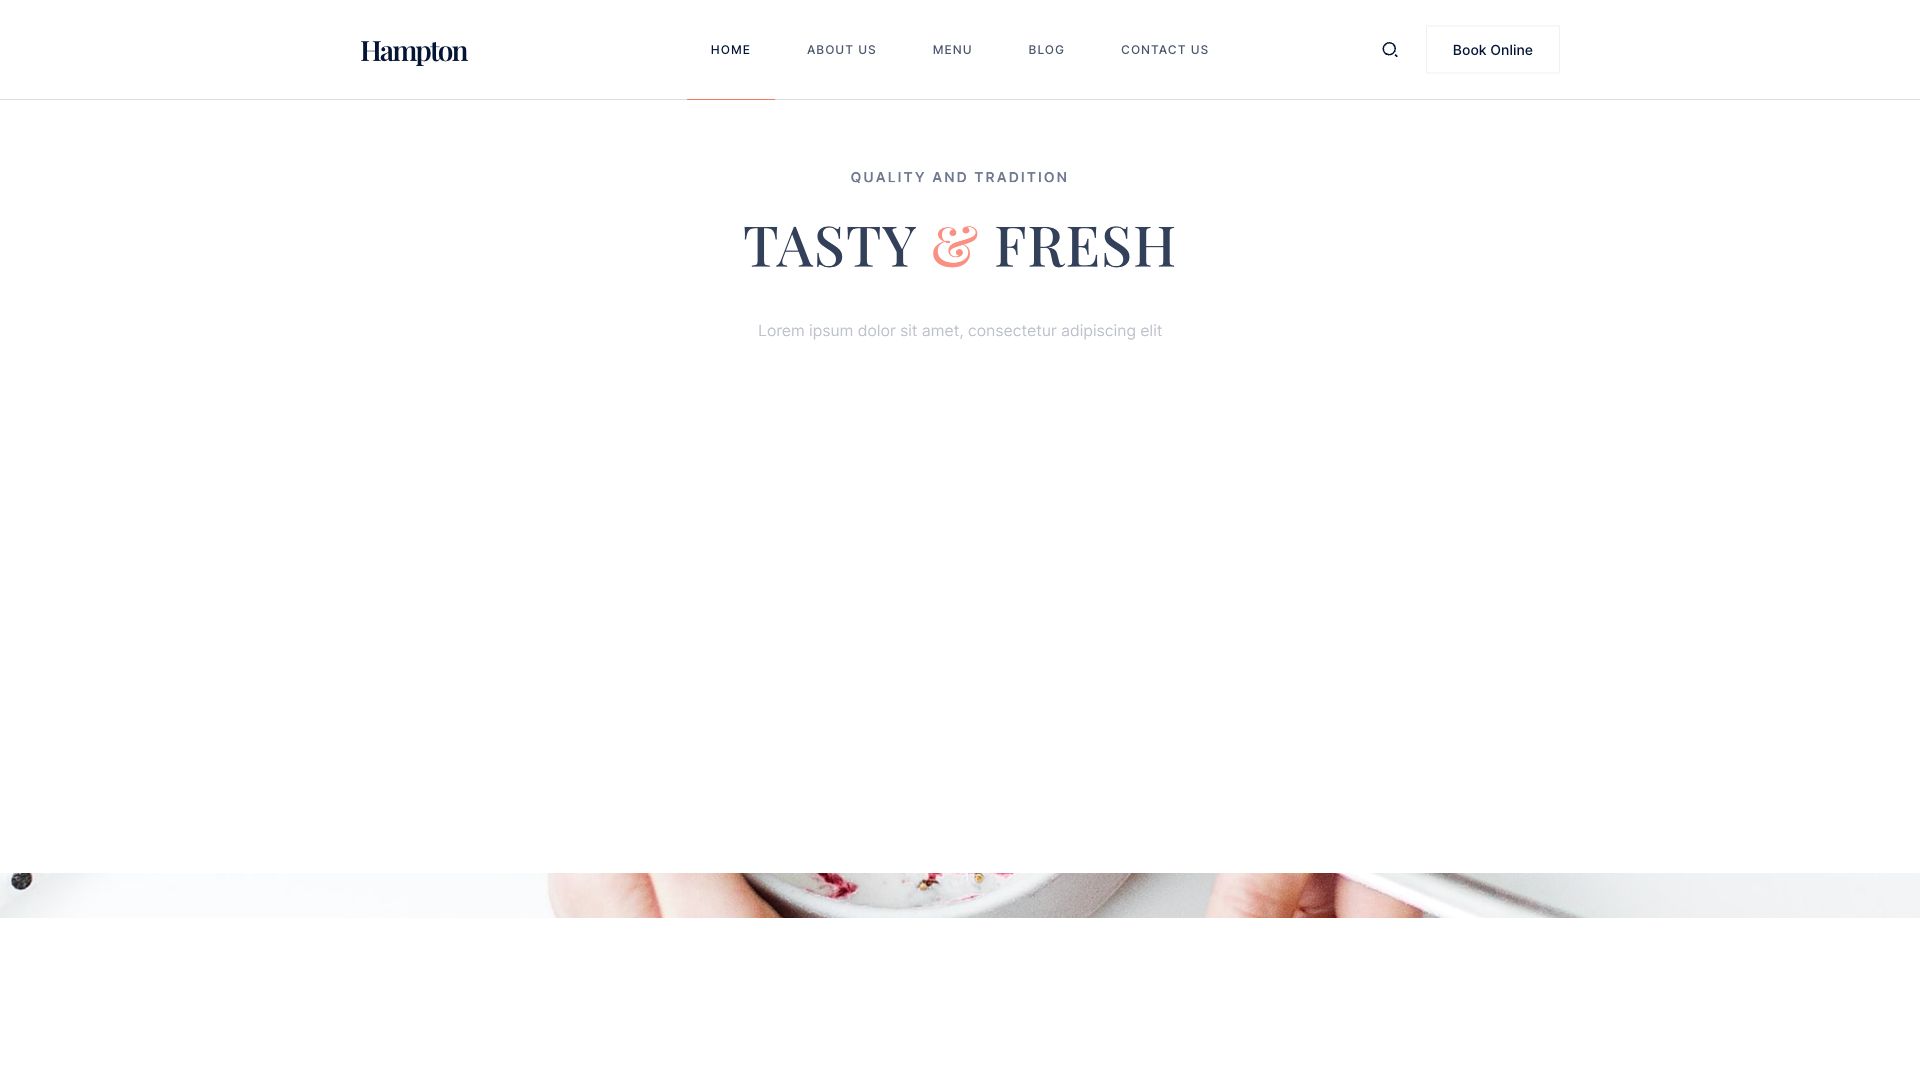 Hampton
HOME
ABOUT US
MENU
BLOG
CONTACT US
Book Online
QUALITY AND TRADITION
TASTY & FRESH
Lorem ipsum dolor sit amet, consectetur adipiscing elit